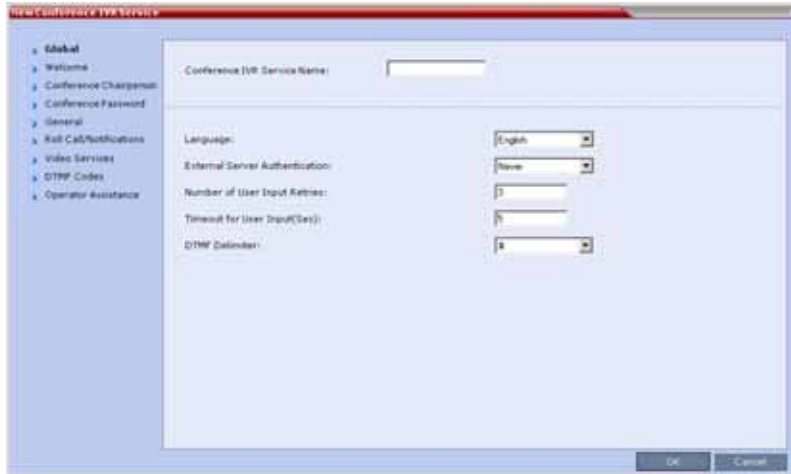 New Conference IVR Service
Global
Welcome
Conference Chairperson
Conference Password
General
Roll Call/Notifications
Video Services
DTMF Codes
Operator Assistance
Conference IVR Service Name:
Language: English
External Server Authentication: Never
Number of User Input Retries: 3
Timeout for User Input(Sec): 5
DTMF Delimiter: #
OK Cancel